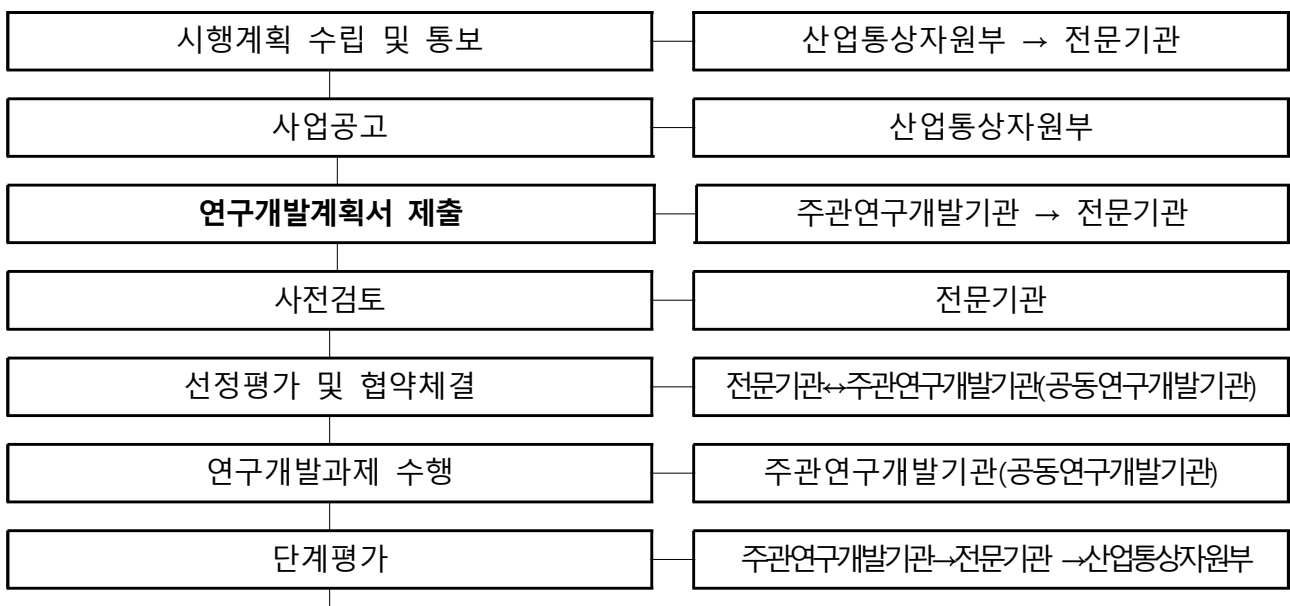 시행계획 수립 및 통보
산업통상자원부 → 전문기관
사업공고
산업통상자원부
연구개발계획서 제출
주관연구개발기관 → 전문기관
사전검토
전문기관
선정평가 및 협약체결
전문기관↔주관연구개발기관(공동연구개발기관)
연구개발과제 수행
주관연구개발기관(공동연구개발기관)
단계평가
주관연구개발기관→전문기관 →산업통상자원부